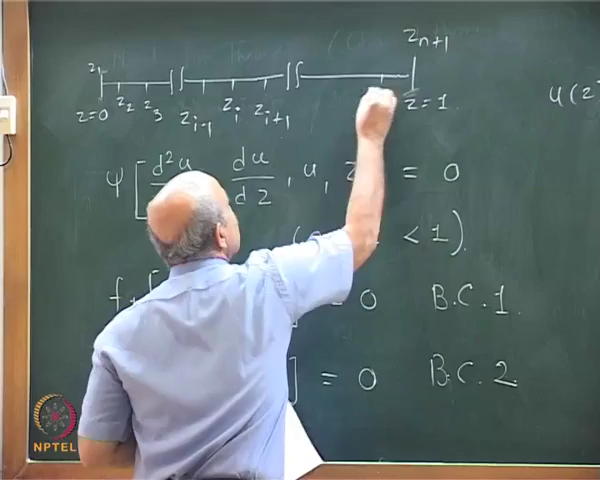 z_{n+1}
z_1
z=0 z_2 z_3 z_{i-1} z_i z_{i+1} z=1
u(z
ψ[d²u du/dz, u, z = 0
< 1).
= 0 B.C.1.
] = 0 B.C.2
NPTEL